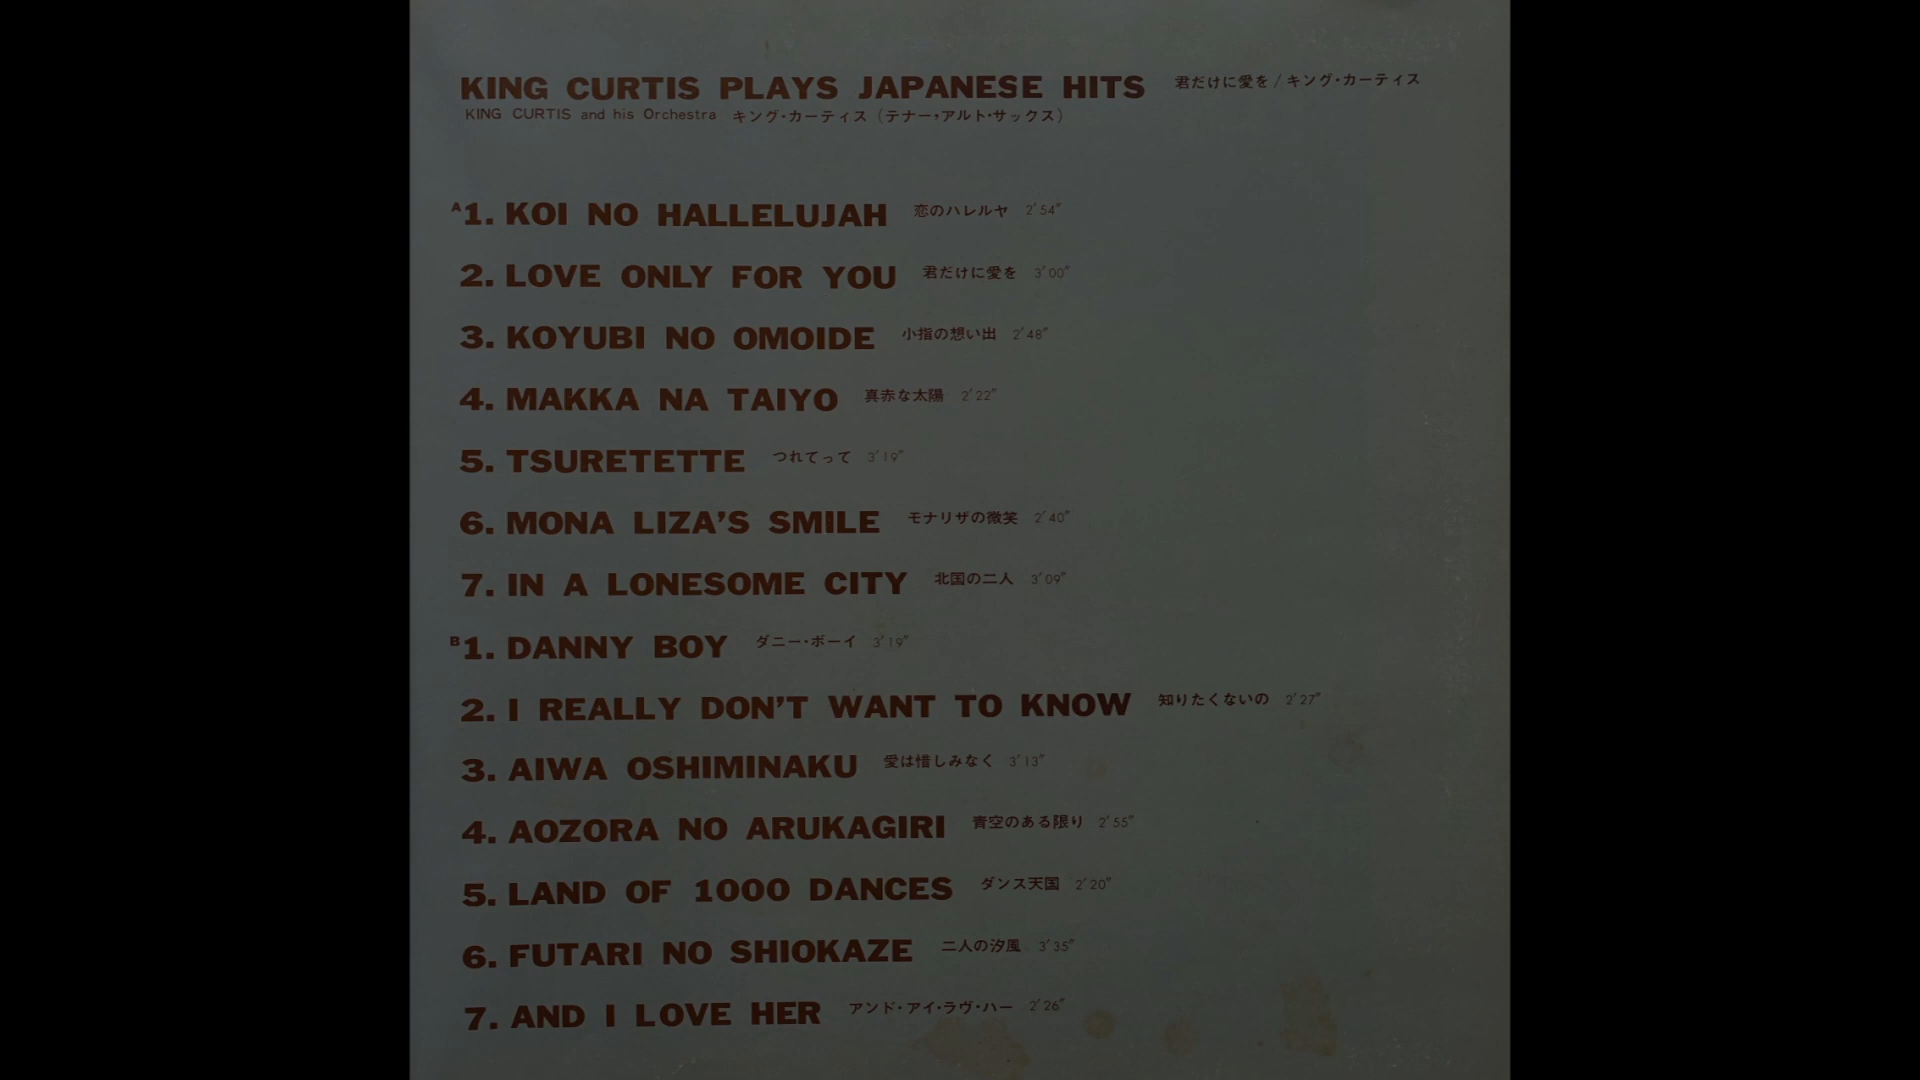 KING CURTIS PLAYS JAPANESE HITS 君だけに愛を/キング・カーティス
KING CURTIS and his Orchestra キング・カーティス（テナー,アルト・サックス）
A1. KOI NO HALLELUJAH 恋のハレルヤ 2′54″
2. LOVE ONLY FOR YOU 君だけに愛を 3′00″
3. KOYUBI NO OMOIDE 小指の想い出 2′48″
4. MAKKA NA TAIYO 真赤な太陽 2′22″
5. TSURETETTE つれてって 3′19″
6. MONA LIZA'S SMILE モナリザの微笑 2′40″
7. IN A LONESOME CITY 北国の二人 3′09″
B1. DANNY BOY ダニー・ボーイ 3′19″
2. I REALLY DON'T WANT TO KNOW 知りたくないの 2′27″
3. AIWA OSHIMINAKU 愛は惜しみなく 3′13″
4. AOZORA NO ARUKAGIRI 青空のある限り 2′55″
5. LAND OF 1000 DANCES ダンス天国 2′20″
6. FUTARI NO SHIOKAZE 二人の汐風 3′35″
7. AND I LOVE HER アンド・アイ・ラヴ・ハー 2′26″